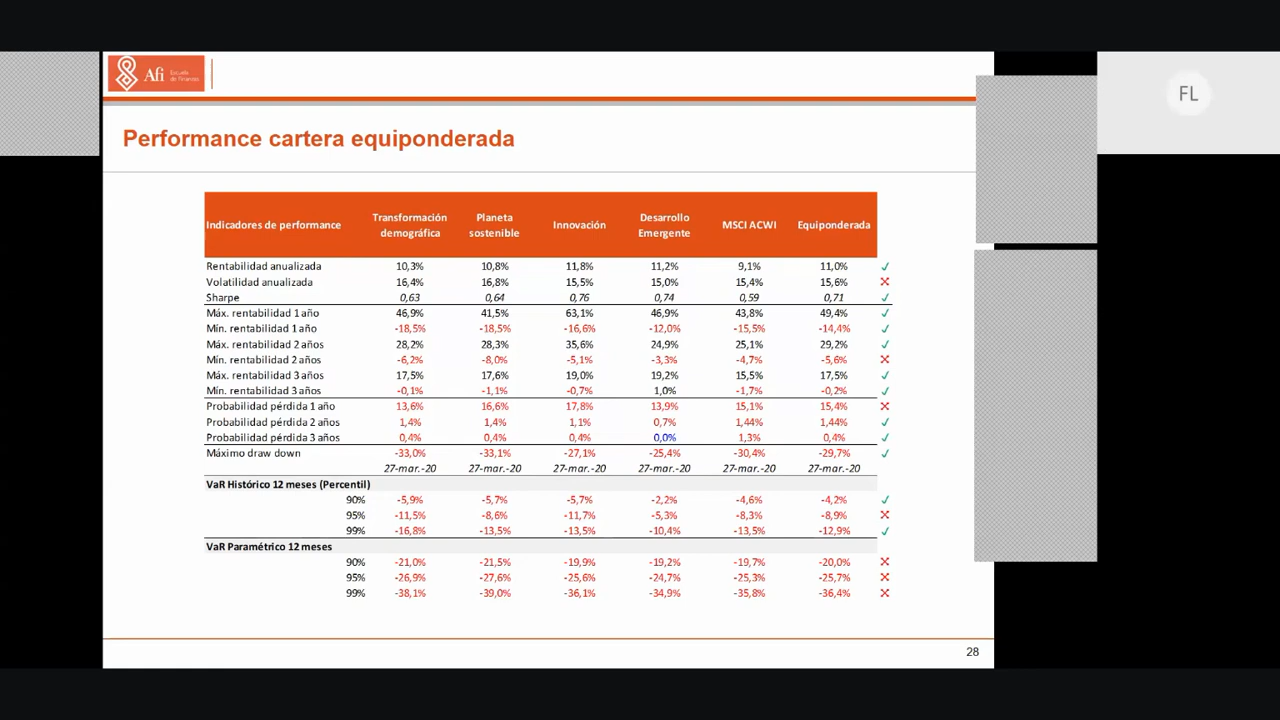 Afi Escuela de Finanzas
FL
Performance cartera equiponderada
Indicadores de performance Transformación demográfica Planeta sostenible Innovación Desarrollo Emergente MSCI ACWI Equiponderada
Rentabilidad anualizada 10,3% 10,8% 11,8% 11,2% 9,1% 11,0% ✓
Volatilidad anualizada 16,4% 16,8% 15,5% 15,0% 15,4% 15,6% ✗
Sharpe 0,63 0,64 0,76 0,74 0,59 0,71 ✓
Máx. rentabilidad 1 año 46,9% 41,5% 63,1% 46,9% 43,8% 49,4% ✓
Mín. rentabilidad 1 año -18,5% -18,5% -16,6% -12,0% -15,5% -14,4% ✓
Máx. rentabilidad 2 años 28,2% 28,3% 35,6% 24,9% 25,1% 29,2% ✓
Mín. rentabilidad 2 años -6,2% -8,0% -5,1% -3,3% -4,7% -5,6% ✗
Máx. rentabilidad 3 años 17,5% 17,6% 19,0% 19,2% 15,5% 17,5% ✓
Mín. rentabilidad 3 años -0,1% -1,1% -0,7% 1,0% -1,7% -0,2% ✓
Probabilidad pérdida 1 año 13,6% 16,6% 17,8% 13,9% 15,1% 15,4% ✗
Probabilidad pérdida 2 años 1,4% 1,4% 1,1% 0,7% 1,44% 1,44% ✓
Probabilidad pérdida 3 años 0,4% 0,4% 0,4% 0,0% 1,3% 0,4% ✓
Máximo draw down -33,0% -33,1% -27,1% -25,4% -30,4% -29,7% ✓
27-mar.-20 27-mar.-20 27-mar.-20 27-mar.-20 27-mar.-20 27-mar.-20
VaR Histórico 12 meses (Percentil)
90% -5,9% -5,7% -5,7% -2,2% -4,6% -4,2% ✓
95% -11,5% -8,6% -11,7% -5,3% -8,3% -8,9% ✗
99% -16,8% -13,5% -13,5% -10,4% -13,5% -12,9% ✓
VaR Paramétrico 12 meses
90% -21,0% -21,5% -19,9% -19,2% -19,7% -20,0% ✗
95% -26,9% -27,6% -25,6% -24,7% -25,3% -25,7% ✗
99% -38,1% -39,0% -36,1% -34,9% -35,8% -36,4% ✗
28